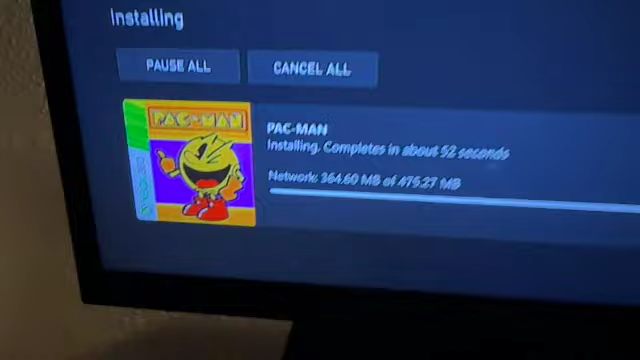 Installing
PAUSE ALL
CANCEL ALL
PAC-MAN
PAC-MAN
Installing. Completes in about 52 seconds
Network: 364.60 MB of 475.27 MB